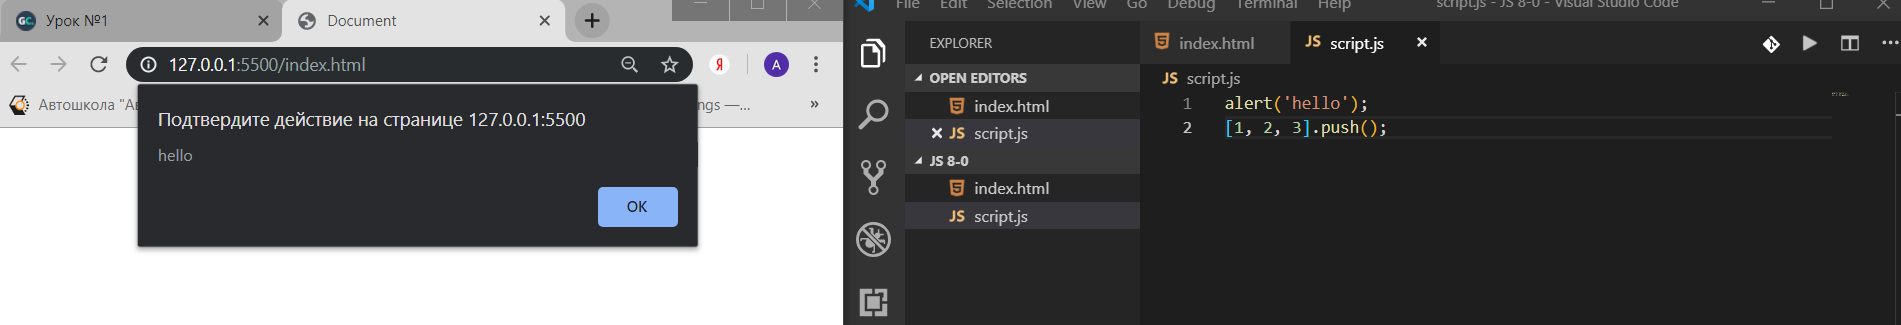 Урок №1
Document
127.0.0.1:5500/index.html
Я
A
Автошкола "Ав
ngs —...
»
Подтвердите действие на странице 127.0.0.1:5500
hello
OK
File Edit Selection View Go Debug Terminal Help
script.js - JS 8-0 - Visual Studio Code
EXPLORER
OPEN EDITORS
index.html
JS script.js
JS 8-0
index.html
JS script.js
index.html
JS script.js
JS script.js
1 alert('hello');
2 [1, 2, 3].push();